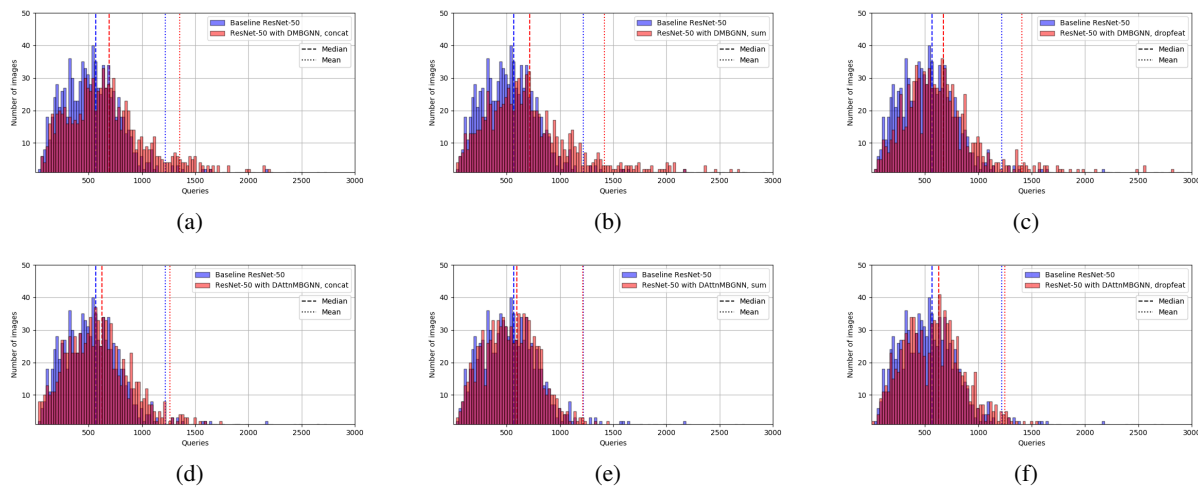 50
40
30
20
10
Number of images
Baseline ResNet-50
ResNet-50 with DMBGNN, concat
Median
Mean
500
1000
1500
2000
2500
3000
Queries
(a)
50
40
30
20
10
Number of images
Baseline ResNet-50
ResNet-50 with DMBGNN, sum
Median
Mean
500
1000
1500
2000
2500
3000
Queries
(b)
50
40
30
20
10
Number of images
Baseline ResNet-50
ResNet-50 with DMBGNN, dropfeat
Median
Mean
500
1000
1500
2000
2500
3000
Queries
(c)
50
40
30
20
10
Number of images
Baseline ResNet-50
ResNet-50 with DAttnMBGNN, concat
Median
Mean
500
1000
1500
2000
2500
3000
Queries
(d)
50
40
30
20
10
Number of images
Baseline ResNet-50
ResNet-50 with DAttnMBGNN, sum
Median
Mean
500
1000
1500
2000
2500
3000
Queries
(e)
50
40
30
20
10
Number of images
Baseline ResNet-50
ResNet-50 with DAttnMBGNN, dropfeat
Median
Mean
500
1000
1500
2000
2500
3000
Queries
(f)